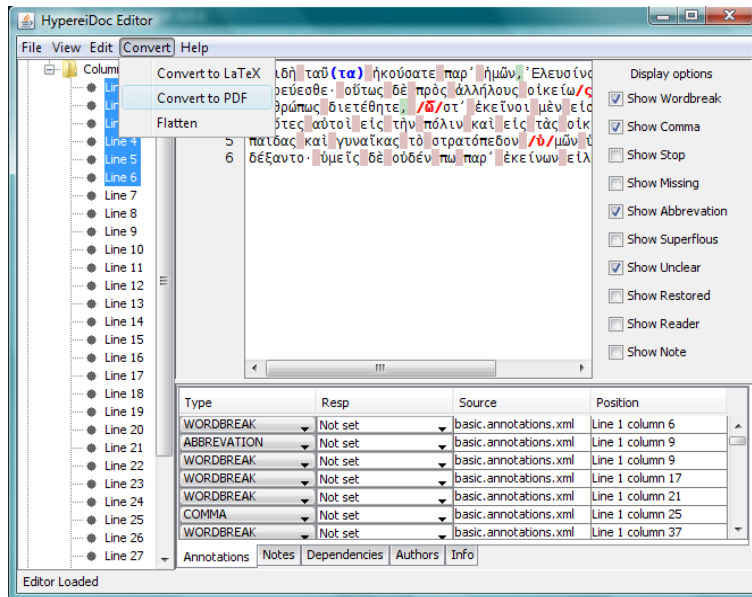 HypereiDoc Editor
File View Edit Convert Help
Convert to LaTeX
Convert to PDF
Flatten
Line 4
Line 5
Line 6
Line 7
Line 8
Line 9
Line 10
Line 11
Line 12
Line 13
Line 14
Line 15
Line 16
Line 17
Line 18
Line 19
Line 20
Line 21
Line 22
Line 23
Line 24
Line 25
Line 26
Line 27
ταῦ(τα) ἠκούσατε παρ’ ἡμῶν,
οὕτως δὲ πρὸς ἀλλήλους οἰκείω/ς
διετέθητε, /ὥ/στ’ ἐκεῖνοι μὲν
αὐτοὶ εἰς τὴν πόλιν καὶ εἰς τὰς
5 παῖδας καὶ γυναῖκας τὸ στρατόπεδον /ὑ/μῶν
6 δέξαντο· ὑμεῖς δὲ οὐδέν πω παρ’ ἐκείνων
Display options
Show Wordbreak
Show Comma
Show Stop
Show Missing
Show Abbrevation
Show Superflous
Show Unclear
Show Restored
Show Reader
Show Note
Type Resp Source Position
WORDBREAK Not set basic.annotations.xml Line 1 column 6
ABBREVATION Not set basic.annotations.xml Line 1 column 9
WORDBREAK Not set basic.annotations.xml Line 1 column 9
WORDBREAK Not set basic.annotations.xml Line 1 column 17
WORDBREAK Not set basic.annotations.xml Line 1 column 21
COMMA Not set basic.annotations.xml Line 1 column 25
WORDBREAK Not set basic.annotations.xml Line 1 column 37
Annotations Notes Dependencies Authors Info
Editor Loaded